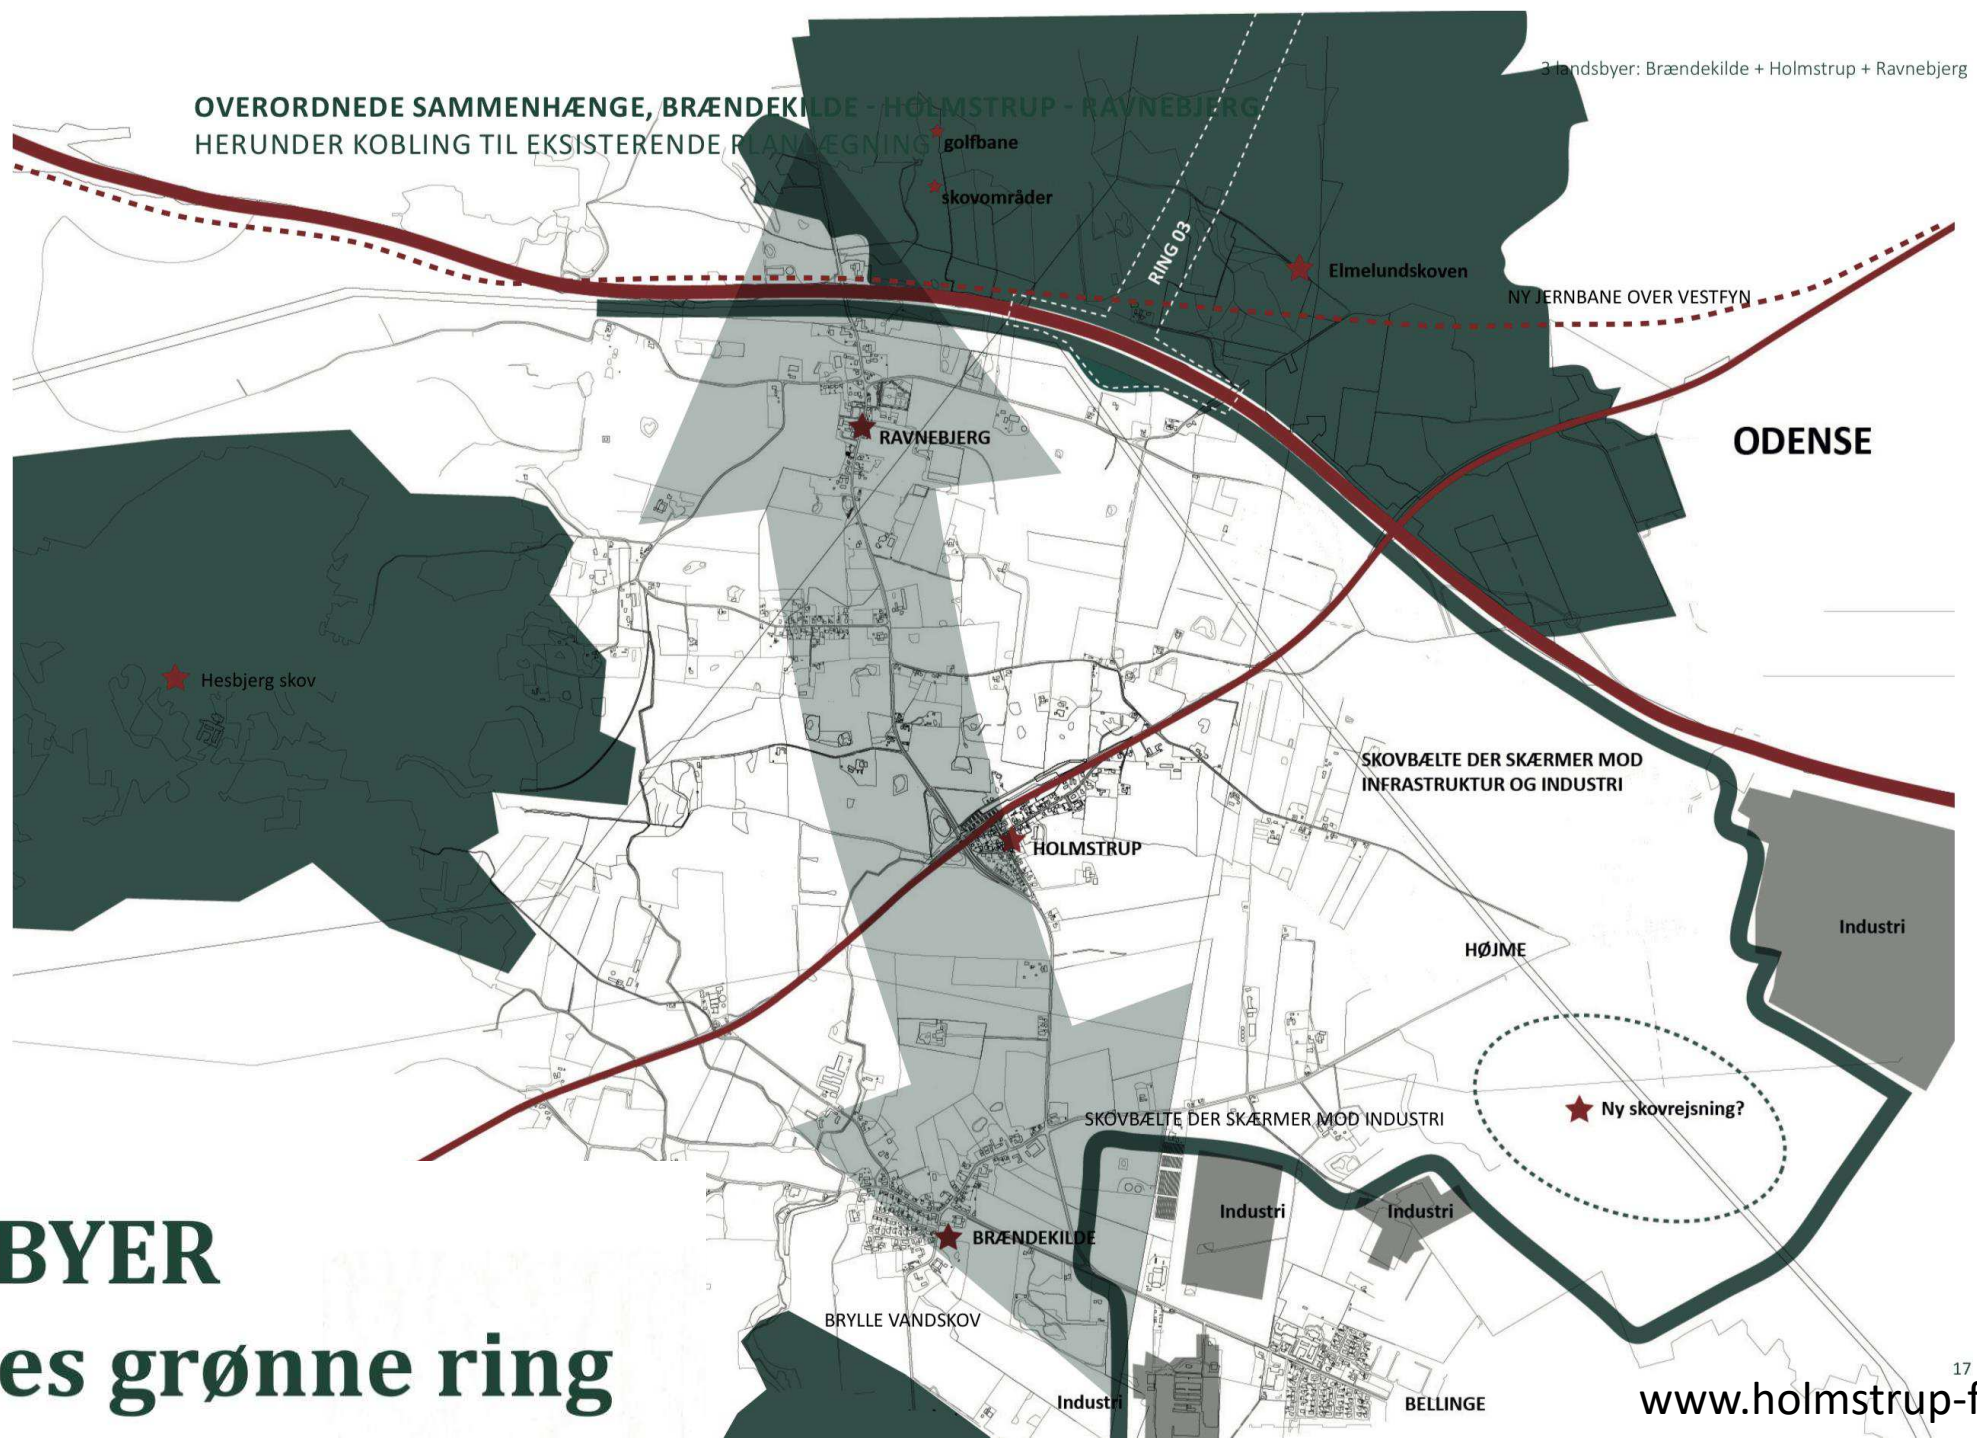 3 landsbyer: Brændekilde + Holmstrup + Ravnebjerg
OVERORDNEDE SAMMENHÆNGE, BRÆNDEKILDE - HOLMSTRUP - RAVNEBJERG
HERUNDER KOBLING TIL EKSISTERENDE PLANLÆGNING
golfbane
skovområder
RING 03
Elmelundskoven
NY JERNBANE OVER VESTFYN
RAVNEBJERG
ODENSE
Hesbjerg skov
SKOVBÆLTE DER SKÆRMER MOD
INFRASTRUKTUR OG INDUSTRI
HOLMSTRUP
Industri
HØJME
Ny skovrejsning?
SKOVBÆLTE DER SKÆRMER MOD INDUSTRI
Industri
Industri
BRÆNDEKILDE
BYER
BRYLLE VANDSKOV
es grønne ring
Industri
BELLINGE
17
www.holmstrup-f